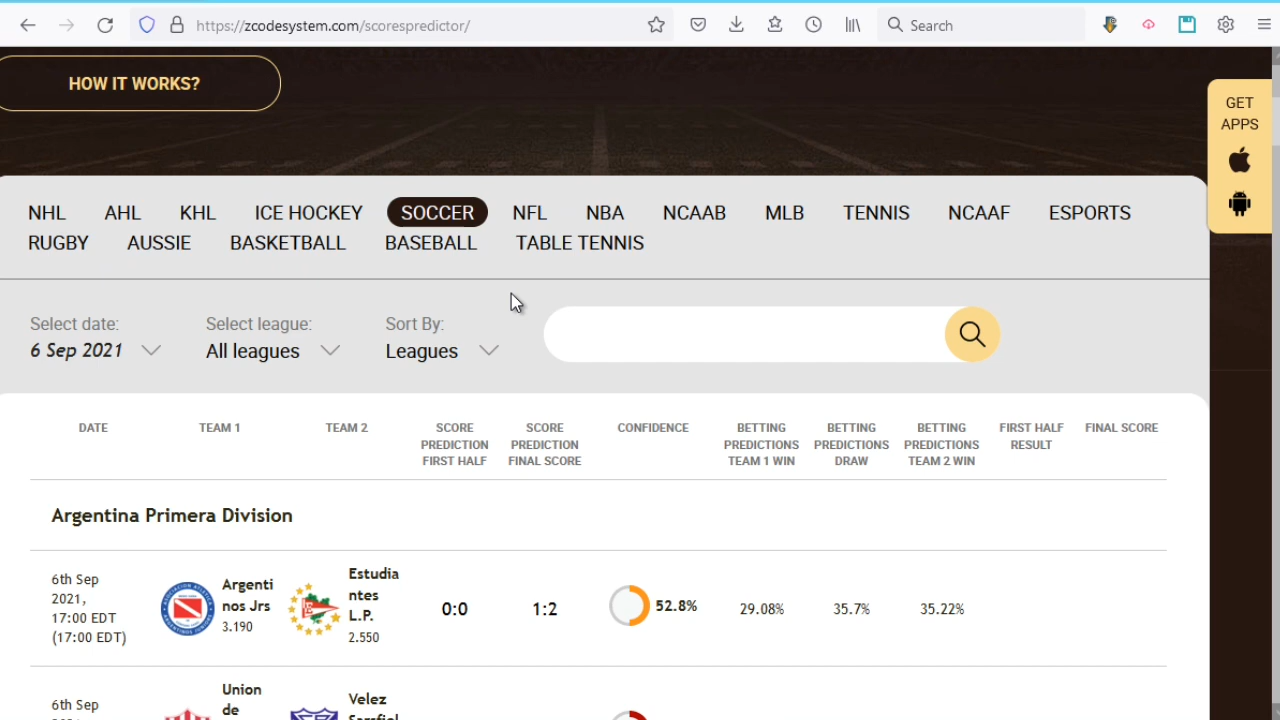 https://zcodesystem.com/scorespredictor/
Search
HOW IT WORKS?
GET
APPS
NHL AHL KHL ICE HOCKEY SOCCER NFL NBA NCAAB MLB TENNIS NCAAF ESPORTS
RUGBY AUSSIE BASKETBALL BASEBALL TABLE TENNIS
Select date: Select league: Sort By:
6 Sep 2021 All leagues Leagues
DATE TEAM 1 TEAM 2 SCORE PREDICTION FIRST HALF SCORE PREDICTION FINAL SCORE CONFIDENCE BETTING PREDICTIONS TEAM 1 WIN BETTING PREDICTIONS DRAW BETTING PREDICTIONS TEAM 2 WIN FIRST HALF RESULT FINAL SCORE
Argentina Primera Division
6th Sep
2021,
17:00 EDT
(17:00 EDT)
Argenti
nos Jrs
3.190
Estudia
ntes
L.P.
2.550
0:0 1:2 52.8% 29.08% 35.7% 35.22%
6th Sep
Union
de
Velez